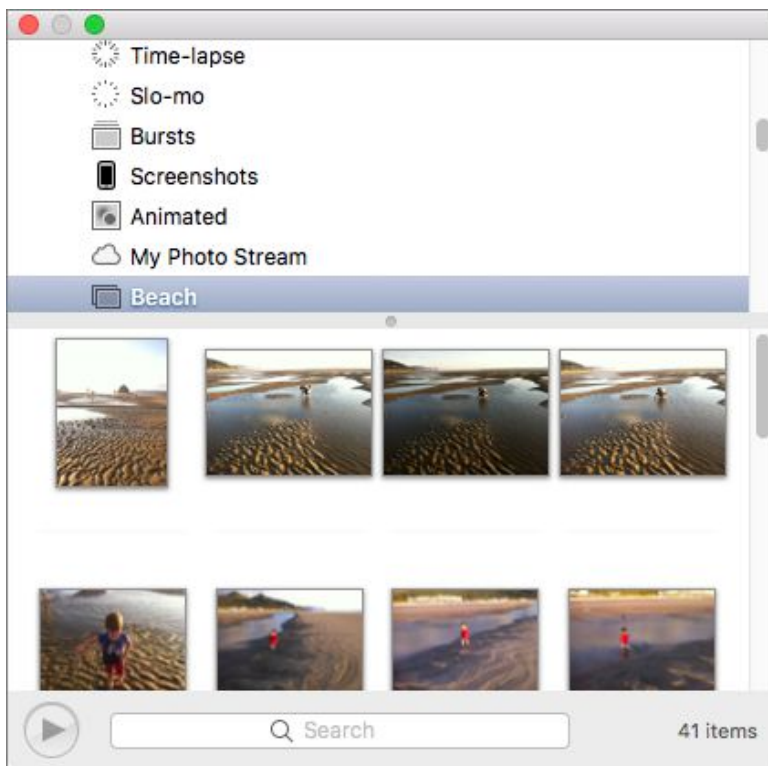 Time-lapse
Slo-mo
Bursts
Screenshots
Animated
My Photo Stream
Beach
Search
41 items